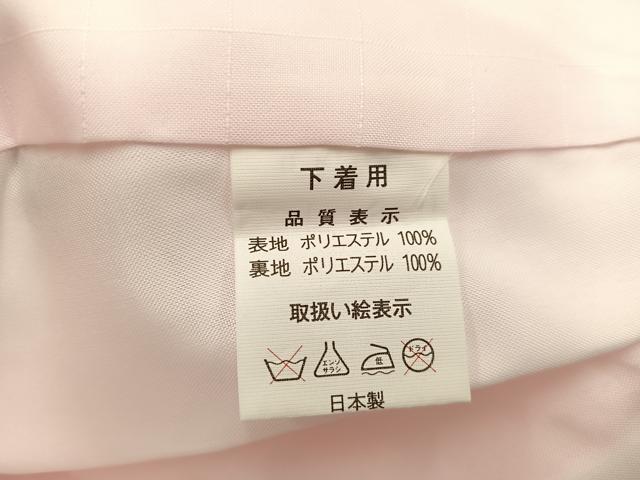 下着用
品質表示
表地 ポリエステル 100%
裏地 ポリエステル 100%
取扱い絵表示
エンソサラシ 低 ドライ
日本製